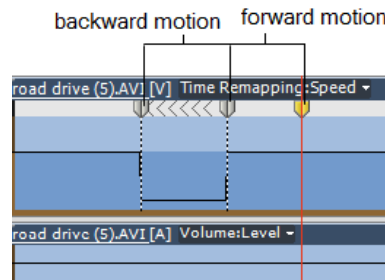 backward motion forward motion
road drive (5).AVI [V] Time Remapping:Speed
road drive (5).AVI [A] Volume:Level